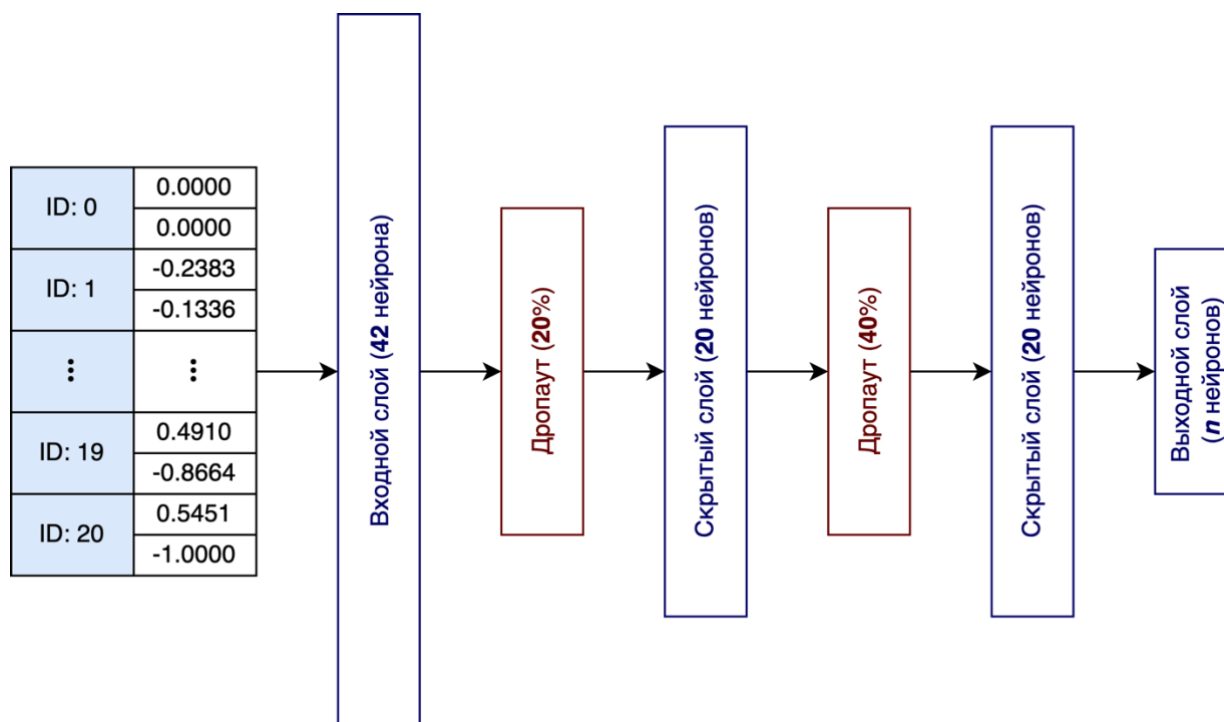 ID: 0
0.0000
0.0000
ID: 1
-0.2383
-0.1336
⋮
⋮
ID: 19
0.4910
-0.8664
ID: 20
0.5451
-1.0000
Входной слой (42 нейрона)
Дропаут (20%)
Скрытый слой (20 нейронов)
Дропаут (40%)
Скрытый слой (20 нейронов)
Выходной слой
(n нейронов)